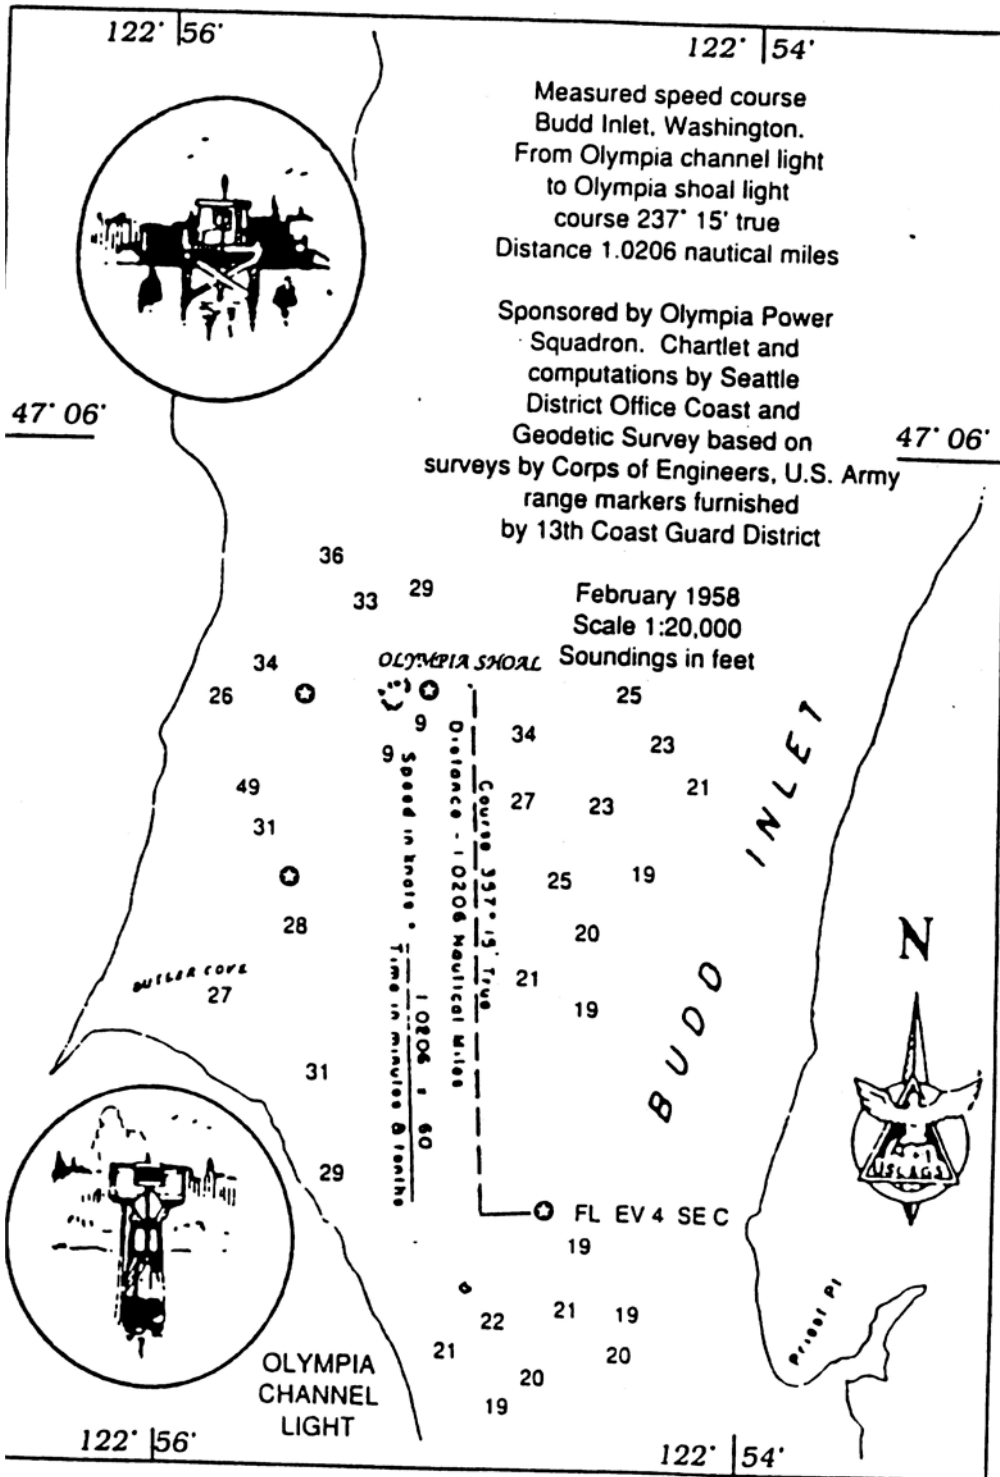 122° 56'
122° 54'
Measured speed course
Budd Inlet, Washington.
From Olympia channel light
to Olympia shoal light
course 237° 15' true
Distance 1.0206 nautical miles
Sponsored by Olympia Power
Squadron. Chartlet and
computations by Seattle
District Office Coast and
Geodetic Survey based on
surveys by Corps of Engineers, U.S. Army
range markers furnished
by 13th Coast Guard District
47° 06'
47° 06'
February 1958
Scale 1:20,000
Soundings in feet
36
33
29
34
26
OLYMPIA SHOAL
25
9
9
34
23
49
27
23
21
31
25
19
28
20
BUTLER COVE
27
21
19
31
29
Course 337° 15' True
Distance - 1 0206 Nautical Miles
Speed in knots =
1 0206 x 60
Time in minutes & tenths
BUDD INLET
N
FL EV 4 SEC
19
22
21
19
21
20
20
19
Priest Pt
OLYMPIA
CHANNEL
LIGHT
122° 56'
122° 54'